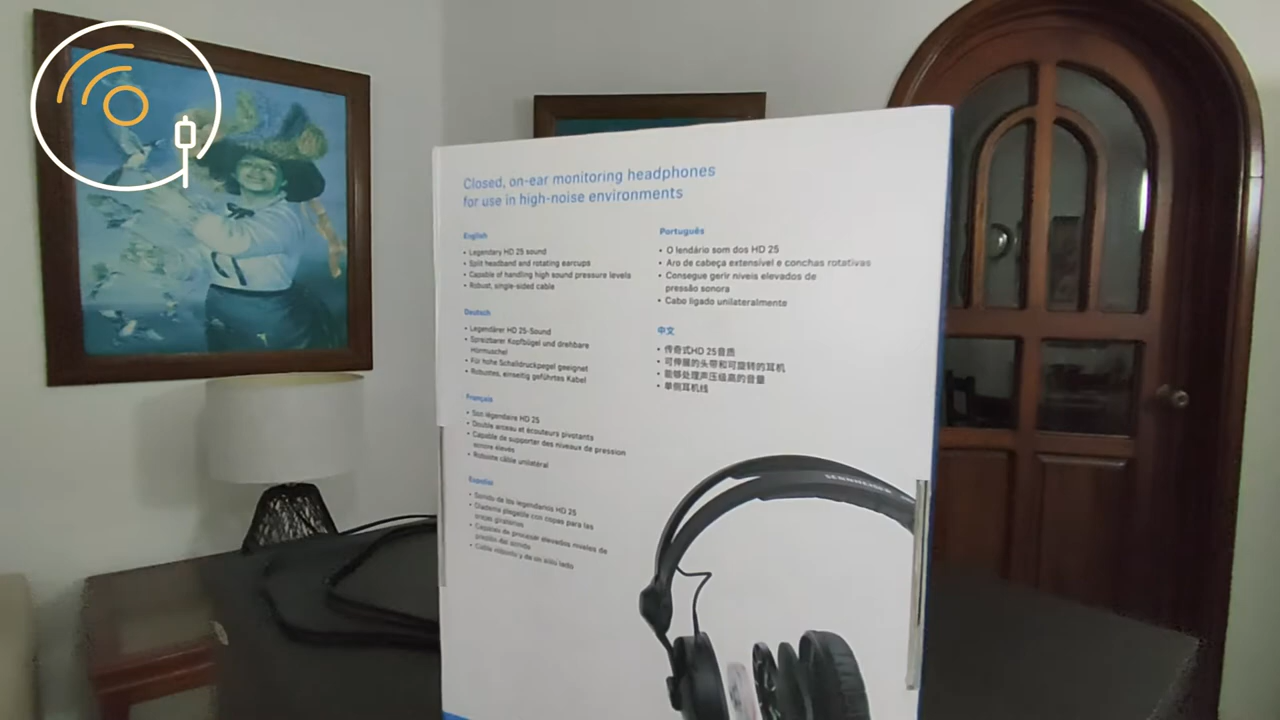 Closed, on-ear monitoring headphones
for use in high-noise environments
English
• Legendary HD 25 sound
• Split headband and rotating earcups
• Capable of handling high sound pressure levels
• Robust, single-sided cable
Deutsch
• Legendärer HD 25-Sound
• Spreizbarer Kopfbügel und drehbare
Hörmuschel
• Für hohe Schalldruckpegel geeignet
• Robustes, einseitig geführtes Kabel
Français
• Son légendaire HD 25
• Double arceau et écouteurs pivotants
• Capable de supporter des niveaux de pression
sonore élevés
• Robuste câble unilatéral
Español
• Sonido de los legendarios HD 25
• Diadema plegable con copas para las
orejas giratorias
• Capaces de procesar elevados niveles de
presión del sonido
• Cable robusto y de un solo lado
Português
• O lendário som dos HD 25
• Aro de cabeça extensível e conchas rotativas
• Consegue gerir níveis elevados de
pressão sonora
• Cabo ligado unilateralmente
中文
• 传奇式HD 25音质
• 可伸展的头带和可旋转的耳机
• 能够处理声压级高的音量
• 单侧耳机线
SENNHEISER